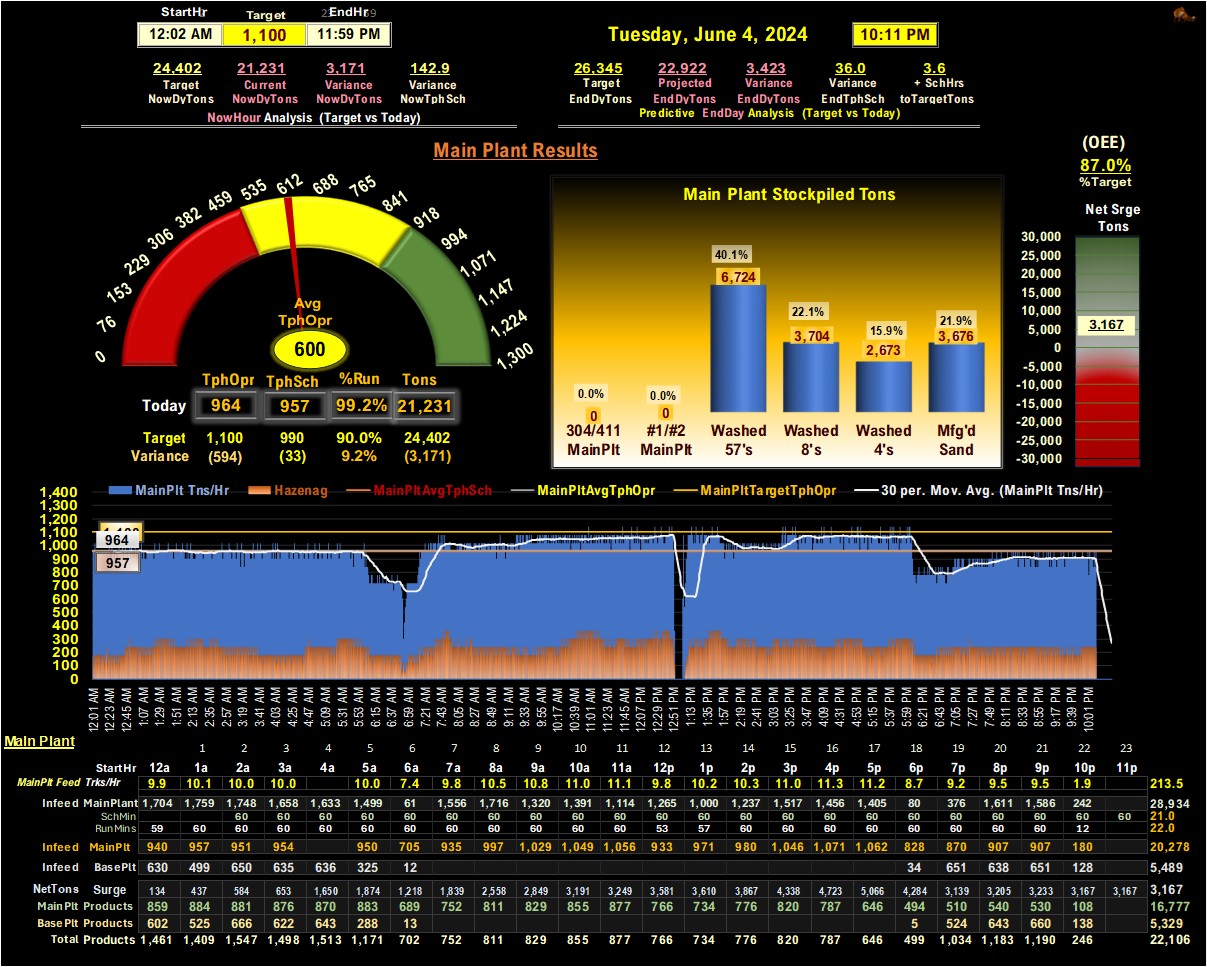 StartHr Target EndHr
12:02 AM 1,100 11:59 PM
Tuesday, June 4, 2024 10:11 PM
24,402 21,231 3,171 142.9
Target Current Variance Variance
NowDyTons NowDyTons NowDyTons NowTphSch
NowHour Analysis (Target vs Today)
26,345 22,922 3,423 36.0 3.6
Target Projected Variance Variance + SchHrs
EndDyTons EndDyTons EndDyTons EndTphSch toTargetTons
Predictive EndDay Analysis (Target vs Today)
Main Plant Results
(OEE)
87.0%
%Target
0 76 153 229 306 382 459 535 612 688 765 841 918 994 1,071 1,147 1,224 1,300
Avg
TphOpr
600
TphOpr TphSch %Run Tons
Today 964 957 99.2% 21,231
Target 1,100 990 90.0% 24,402
Variance (594) (33) 9.2% (3,171)
Main Plant Stockpiled Tons
0.0% 0.0% 40.1% 22.1% 15.9% 21.9%
0 0 6,724 3,704 2,673 3,676
304/411 #1/#2 Washed Washed Washed Mfg'd
MainPlt MainPlt 57's 8's 4's Sand
Net Srge
Tons
30,000
25,000
20,000
15,000
10,000
5,000
0
-5,000
-10,000
-15,000
-20,000
-25,000
-30,000
3,167
MainPlt Tns/Hr Hazenag MainPltAvgTphSch MainPltAvgTphOpr MainPltTargetTphOpr 30 per. Mov. Avg. (MainPlt Tns/Hr)
1,400
1,300
1,200
1,100
1,000
900
800
700
600
500
400
300
200
100
0
964
957
12:01 AM 12:23 AM 12:45 AM 1:07 AM 1:29 AM 1:51 AM 2:13 AM 2:35 AM 2:57 AM 3:19 AM 3:41 AM 4:03 AM 4:25 AM 4:47 AM 5:09 AM 5:31 AM 5:53 AM 6:15 AM 6:37 AM 6:59 AM 7:21 AM 7:43 AM 8:05 AM 8:27 AM 8:49 AM 9:11 AM 9:33 AM 9:55 AM 10:17 AM 10:39 AM 11:01 AM 11:23 AM 11:45 AM 12:07 PM 12:29 PM 12:51 PM 1:13 PM 1:35 PM 1:57 PM 2:19 PM 2:41 PM 3:03 PM 3:25 PM 3:47 PM 4:09 PM 4:31 PM 4:53 PM 5:15 PM 5:37 PM 5:59 PM 6:21 PM 6:43 PM 7:05 PM 7:27 PM 7:49 PM 8:11 PM 8:33 PM 8:55 PM 9:17 PM 9:39 PM 10:01 PM
Main Plant
1 2 3 4 5 6 7 8 9 10 11 12 13 14 15 16 17 18 19 20 21 22 23
StartHr 12a 1a 2a 3a 4a 5a 6a 7a 8a 9a 10a 11a 12p 1p 2p 3p 4p 5p 6p 7p 8p 9p 10p 11p
MainPlt Feed Trks/Hr 9.9 10.1 10.0 10.0 10.0 7.4 9.8 10.5 10.8 11.0 11.1 9.8 10.2 10.3 11.0 11.3 11.2 8.7 9.2 9.5 9.5 1.9 213.5
Infeed MainPlant 1,704 1,759 1,748 1,658 1,633 1,499 61 1,556 1,716 1,320 1,391 1,114 1,265 1,000 1,237 1,517 1,456 1,405 80 376 1,611 1,586 242 28,934
SchMin 60 60 60 60 60 60 60 60 60 60 60 60 60 60 60 60 60 60 60 60 60 60 21.0
RunMins 59 60 60 60 60 60 60 60 60 60 60 60 53 57 60 60 60 60 60 60 60 60 12 22.0
Infeed MainPlt 940 957 951 954 950 705 935 997 1,029 1,049 1,056 933 971 980 1,046 1,071 1,062 828 870 907 907 180 20,278
Infeed BasePlt 630 499 650 635 636 325 12 34 651 638 651 128 5,489
NetTons Surge 134 437 584 653 1,650 1,874 1,218 1,839 2,558 2,849 3,191 3,249 3,581 3,610 3,867 4,338 4,723 5,066 4,284 3,139 3,205 3,233 3,167 3,167 3,167
MainPlt Products 859 884 881 876 870 883 689 752 811 829 855 877 766 734 776 820 787 646 494 510 540 530 108 16,777
BasePlt Products 602 525 666 622 643 288 13 5 524 643 660 138 5,329
Total Products 1,461 1,409 1,547 1,498 1,513 1,171 702 752 811 829 855 877 766 734 776 820 787 646 499 1,034 1,183 1,190 246 22,106